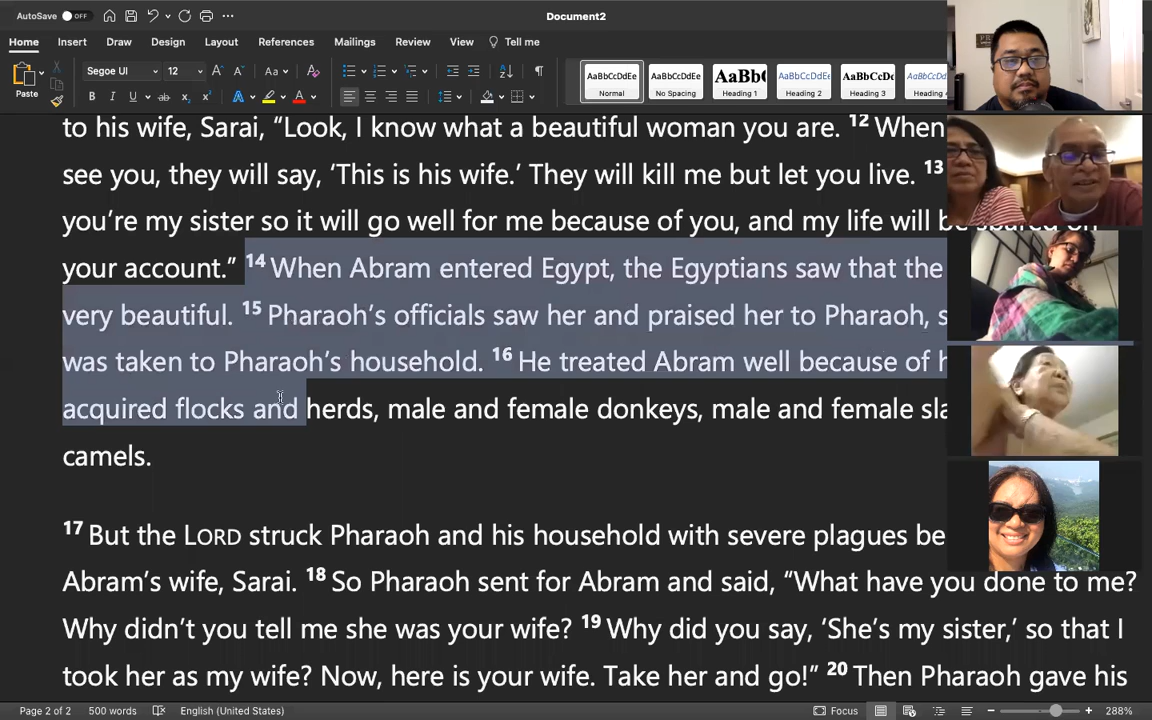 AutoSave OFF
Document2
Home Insert Draw Design Layout References Mailings Review View Tell me
Paste
Segoe UI 12
AaBbCcDdEe
Normal
AaBbCcDdEe
No Spacing
AaBb(
Heading 1
AaBbCcDdE
Heading 2
AaBbCcDc
Heading 3
AaBbCcDdE
Heading
to his wife, Sarai, “Look, I know what a beautiful woman you are. 12 When
see you, they will say, ‘This is his wife.’ They will kill me but let you live. 13
you’re my sister so it will go well for me because of you, and my life will be spared on
your account.” 14 When Abram entered Egypt, the Egyptians saw that the
very beautiful. 15 Pharaoh’s officials saw her and praised her to Pharaoh, s
was taken to Pharaoh’s household. 16 He treated Abram well because of h
acquired flocks and herds, male and female donkeys, male and female sla
camels.
17 But the LORD struck Pharaoh and his household with severe plagues be
Abram’s wife, Sarai. 18 So Pharaoh sent for Abram and said, “What have you done to me?
Why didn’t you tell me she was your wife? 19 Why did you say, ‘She’s my sister,’ so that I
took her as my wife? Now, here is your wife. Take her and go!” 20 Then Pharaoh gave his
Page 2 of 2 500 words English (United States) Focus 288%